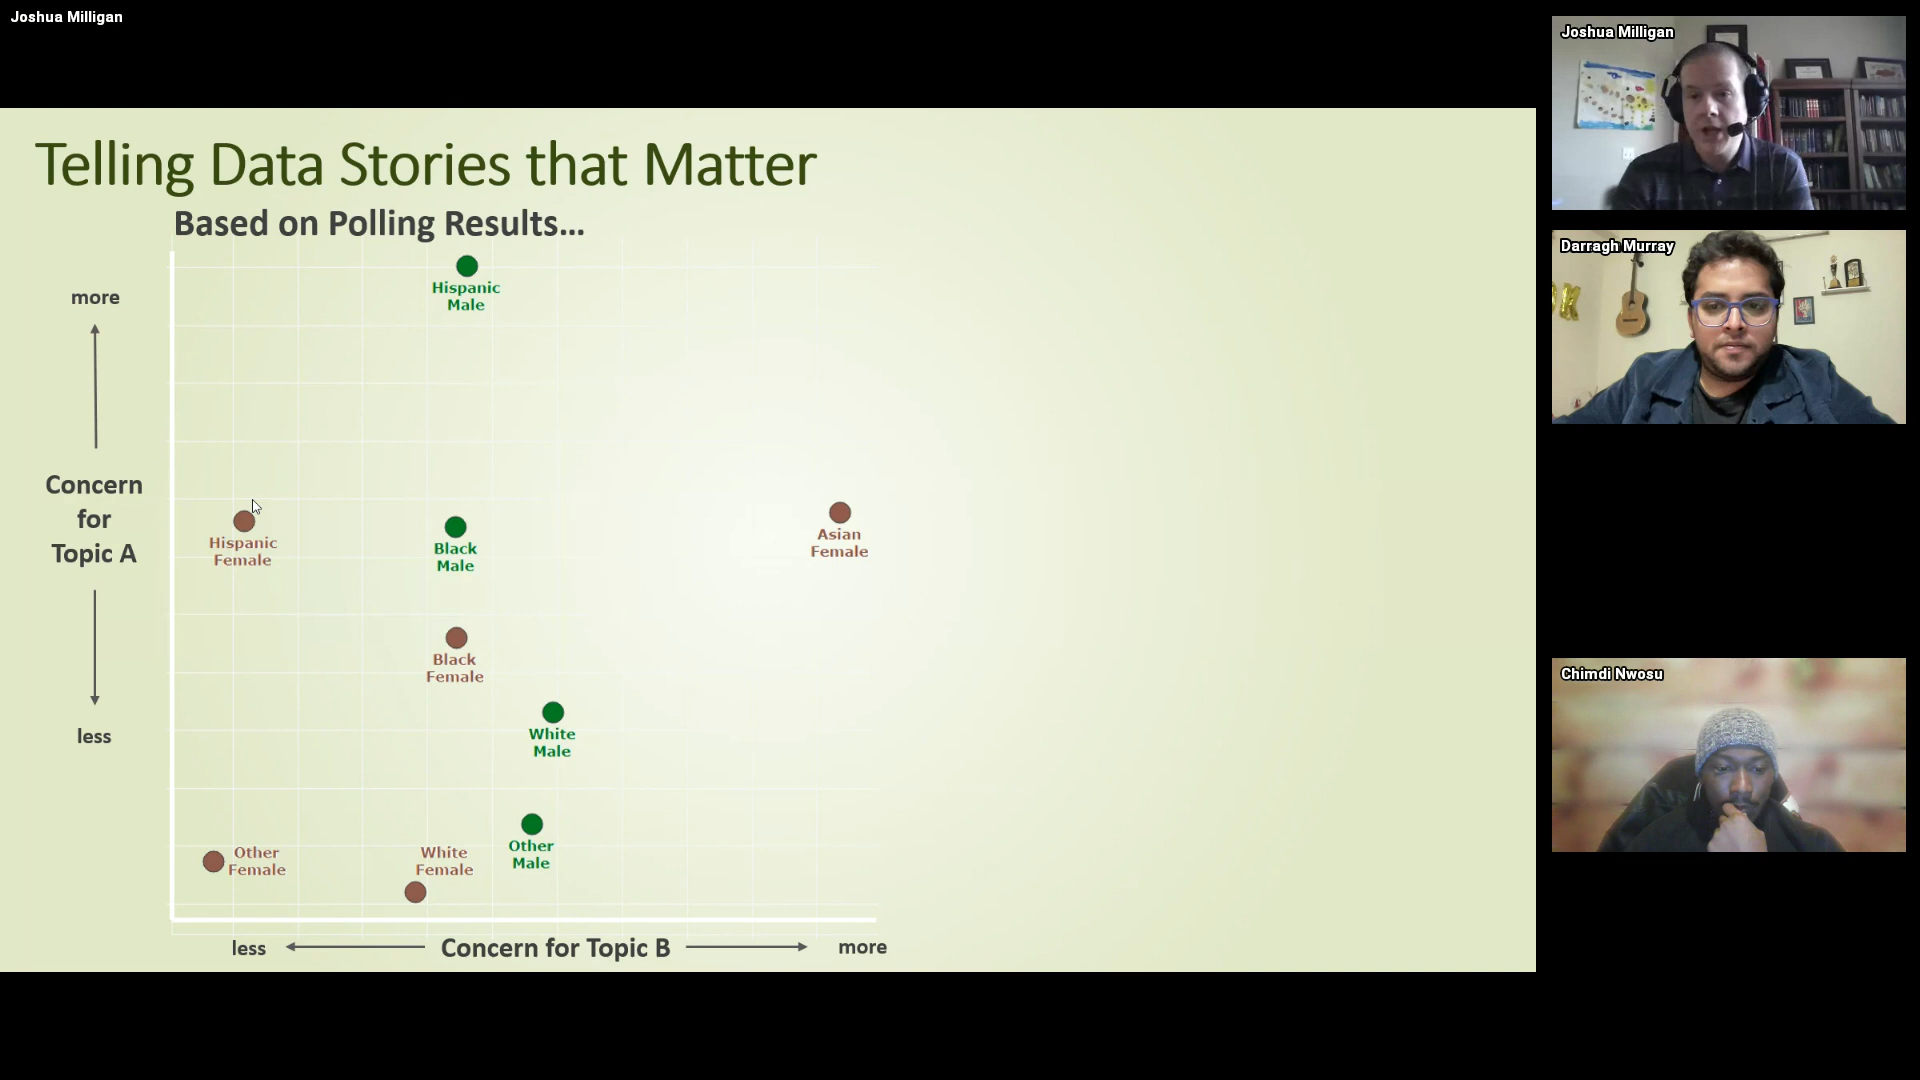 Joshua Milligan
Telling Data Stories that Matter
Based on Polling Results...
more
Concern
for
Topic A
less
Hispanic
Male
Hispanic
Female
Black
Male
Asian
Female
Black
Female
White
Male
Other
Male
Other
Female
White
Female
less
Concern for Topic B
more
Joshua Milligan
Darragh Murray
K
Chimdi Nwosu